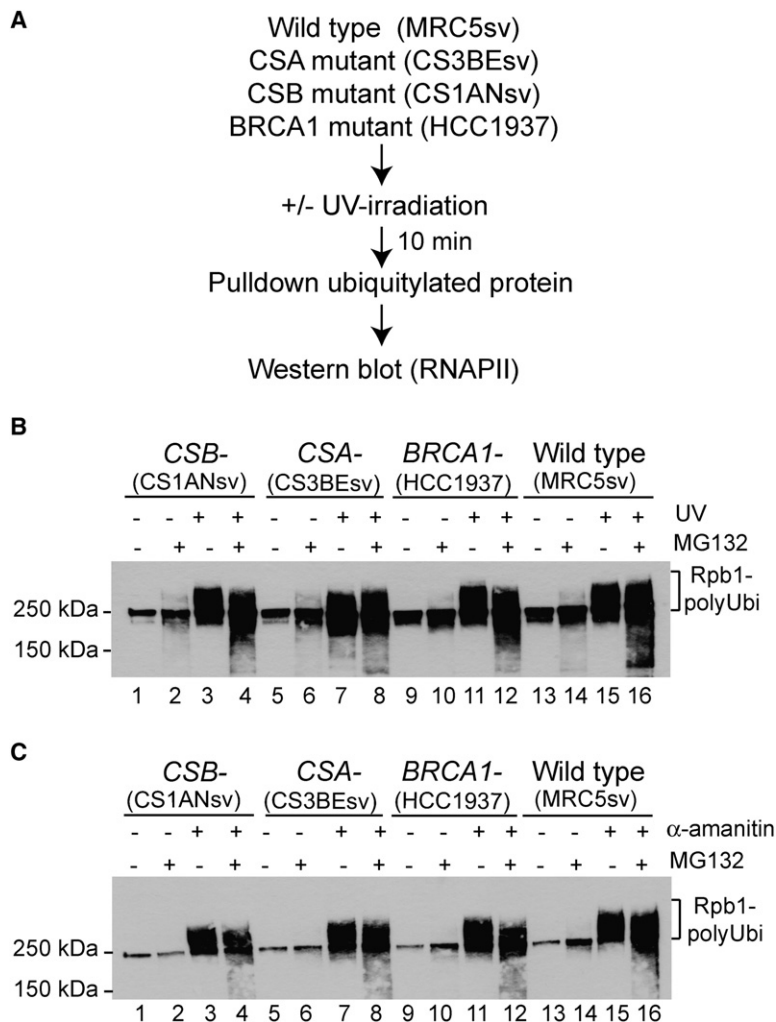 A
Wild type (MRC5sv)
CSA mutant (CS3BEsv)
CSB mutant (CS1ANsv)
BRCA1 mutant (HCC1937)
+/- UV-irradiation
10 min
Pulldown ubiquitylated protein
Western blot (RNAPII)
B
CSB- CSA- BRCA1- Wild type
(CS1ANsv) (CS3BEsv) (HCC1937) (MRC5sv)
- - + + - - + + - - + + - - + + UV
- + - + - + - + - + - + - + - + MG132
Rpb1-
polyUbi
250 kDa
150 kDa
1 2 3 4 5 6 7 8 9 10 11 12 13 14 15 16
C
CSB- CSA- BRCA1- Wild type
(CS1ANsv) (CS3BEsv) (HCC1937) (MRC5sv)
- - + + - - + + - - + + - - + + α-amanitin
- + - + - + - + - + - + - + - + MG132
Rpb1-
polyUbi
250 kDa
150 kDa
1 2 3 4 5 6 7 8 9 10 11 12 13 14 15 16